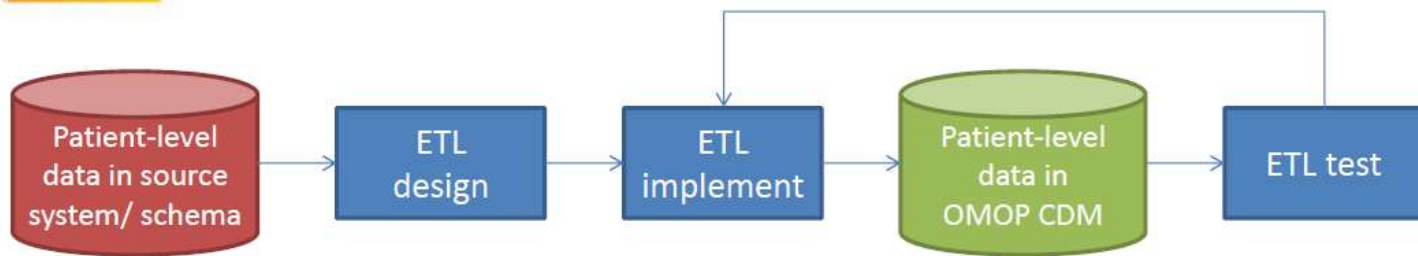 Patient-level
data in source
system/ schema
ETL
design
ETL
implement
Patient-level
data in
OMOP CDM
ETL test